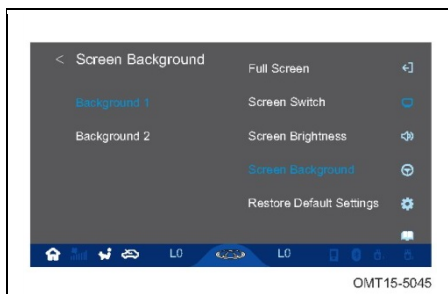 < Screen Background
Background 1
Background 2
Full Screen
Screen Switch
Screen Brightness
Screen Background
Restore Default Settings
L0
L0
OMT15-5045